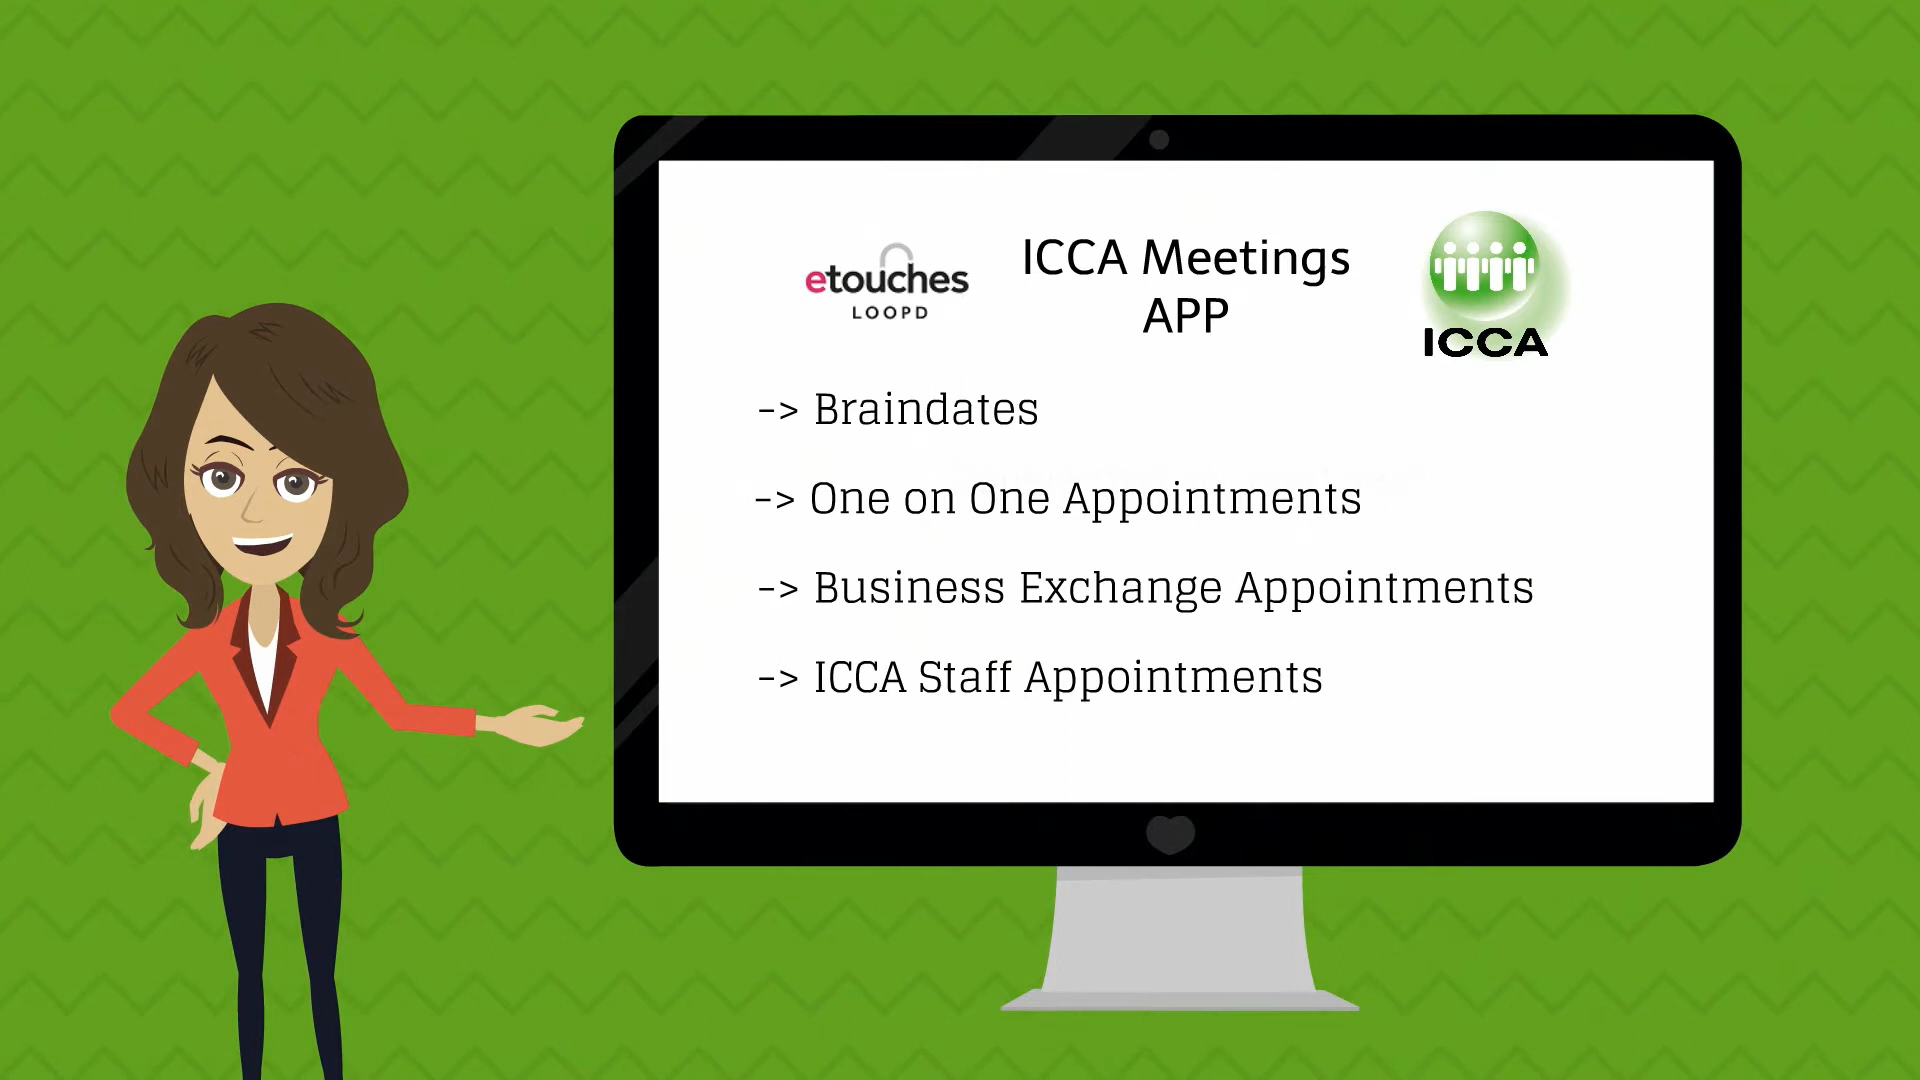 etouches
LOOPD
ICCA Meetings
APP
ICCA
-> Braindates
-> One on One Appointments
-> Business Exchange Appointments
-> ICCA Staff Appointments